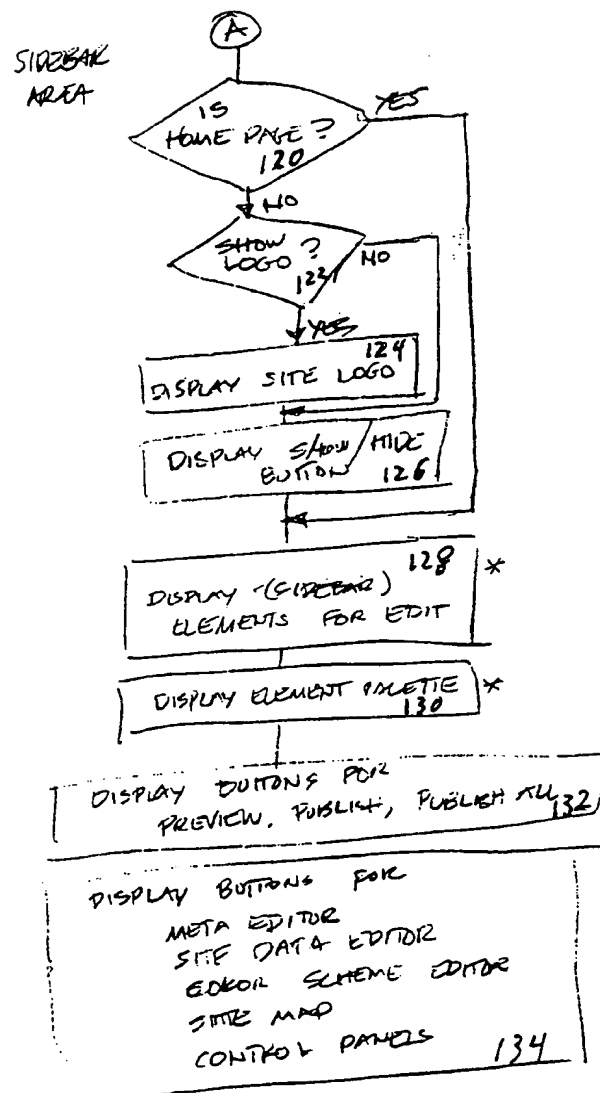 A
SIDEBAR
AREA
YES
IS
HOME PAGE?
120
NO
SHOW
LOGO?
122
NO
YES
124
DISPLAY SITE LOGO
DISPLAY SHOW/HIDE
BUTTON 126
128 *
DISPLAY (SIDEBAR)
ELEMENTS FOR EDIT
DISPLAY ELEMENT PALETTE *
130
DISPLAY BUTTONS FOR
PREVIEW, PUBLISH, PUBLISH ALL 132
DISPLAY BUTTONS FOR
META EDITOR
SITE DATA EDITOR
COLOR SCHEME EDITOR
SITE MAP
CONTROL PANELS 134